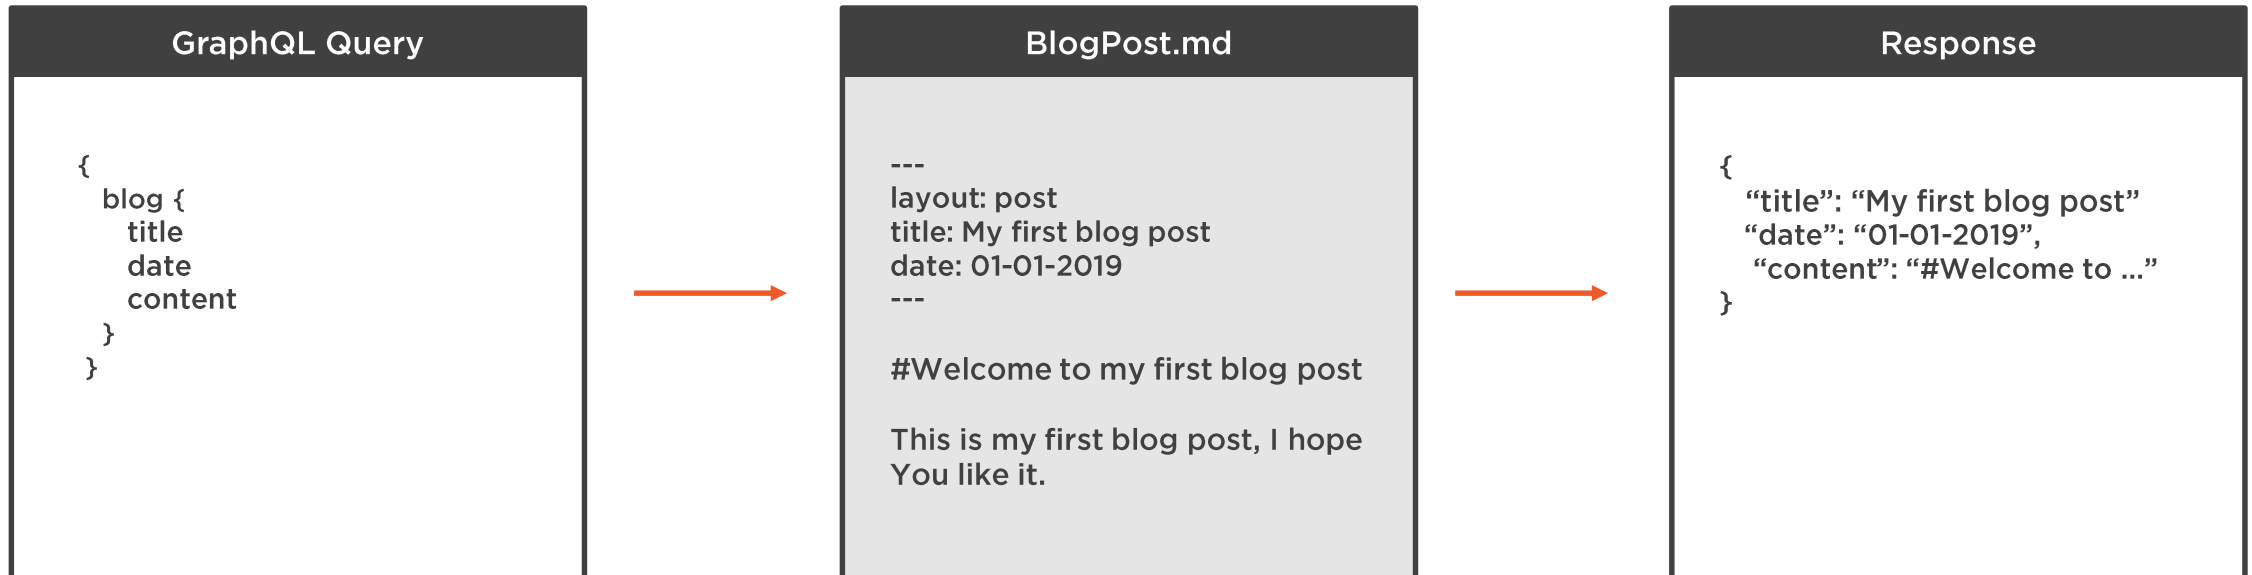 GraphQL Query
{
blog {
title
date
content
}
}
BlogPost.md
---
layout: post
title: My first blog post
date: 01-01-2019
---
#Welcome to my first blog post
This is my first blog post, I hope
You like it.
Response
{
“title”: “My first blog post”
“date”: “01-01-2019”,
“content”: “#Welcome to ...”
}